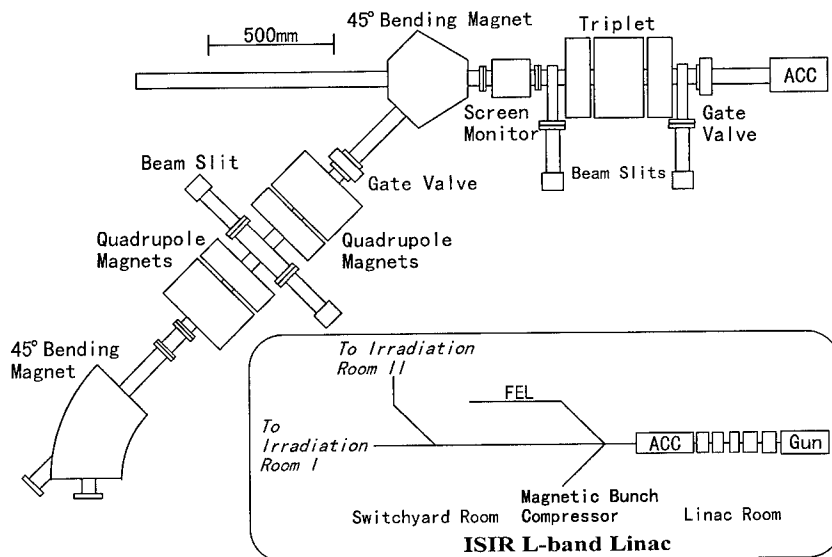 45° Bending Magnet
500mm
Triplet
ACC
Screen
Monitor
Gate
Valve
Beam Slits
Beam Slit
Gate Valve
Quadrupole
Magnets
Quadrupole
Magnets
45° Bending
Magnet
To Irradiation
Room II
FEL
To
Irradiation
Room I
ACC
Gun
Magnetic Bunch
Compressor
Switchyard Room
Linac Room
ISIR L-band Linac